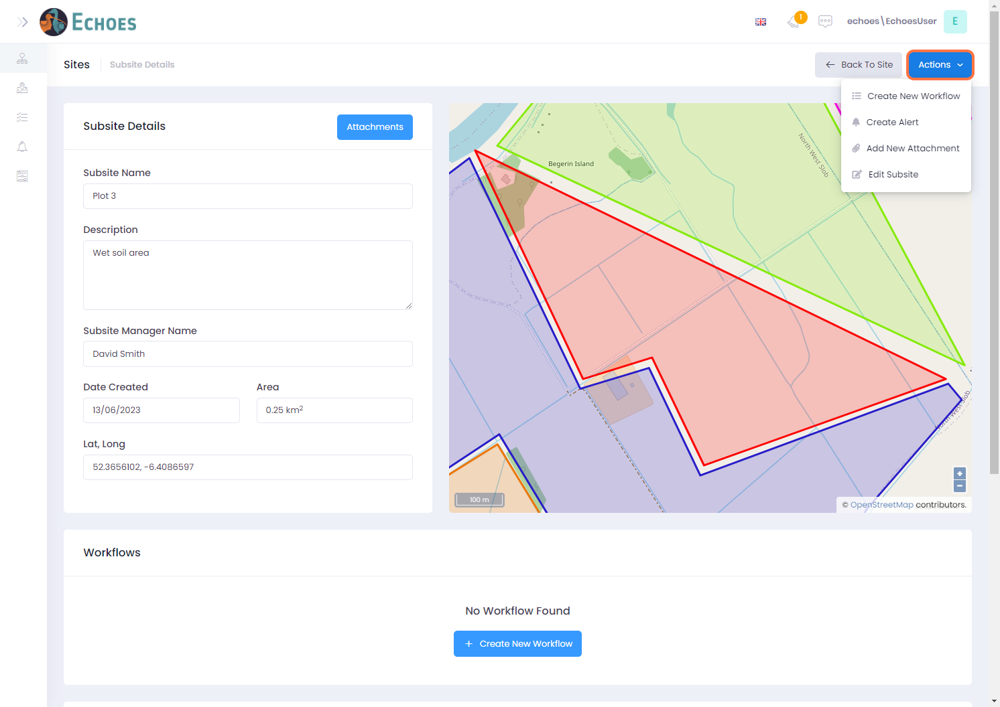 ECHOES
1
echoes\EchoesUser
E
Sites
Subsite Details
Back To Site
Actions
Create New Workflow
Create Alert
Add New Attachment
Edit Subsite
Subsite Details
Attachments
Subsite Name
Plot 3
Description
Wet soil area
Subsite Manager Name
David Smith
Date Created
Area
13/06/2023
0.25 km²
Lat, Long
52.3656102, -6.4086597
North West Slob
Begerin Island
North West Slob
+
−
100 m
© OpenStreetMap contributors.
Workflows
No Workflow Found
+ Create New Workflow